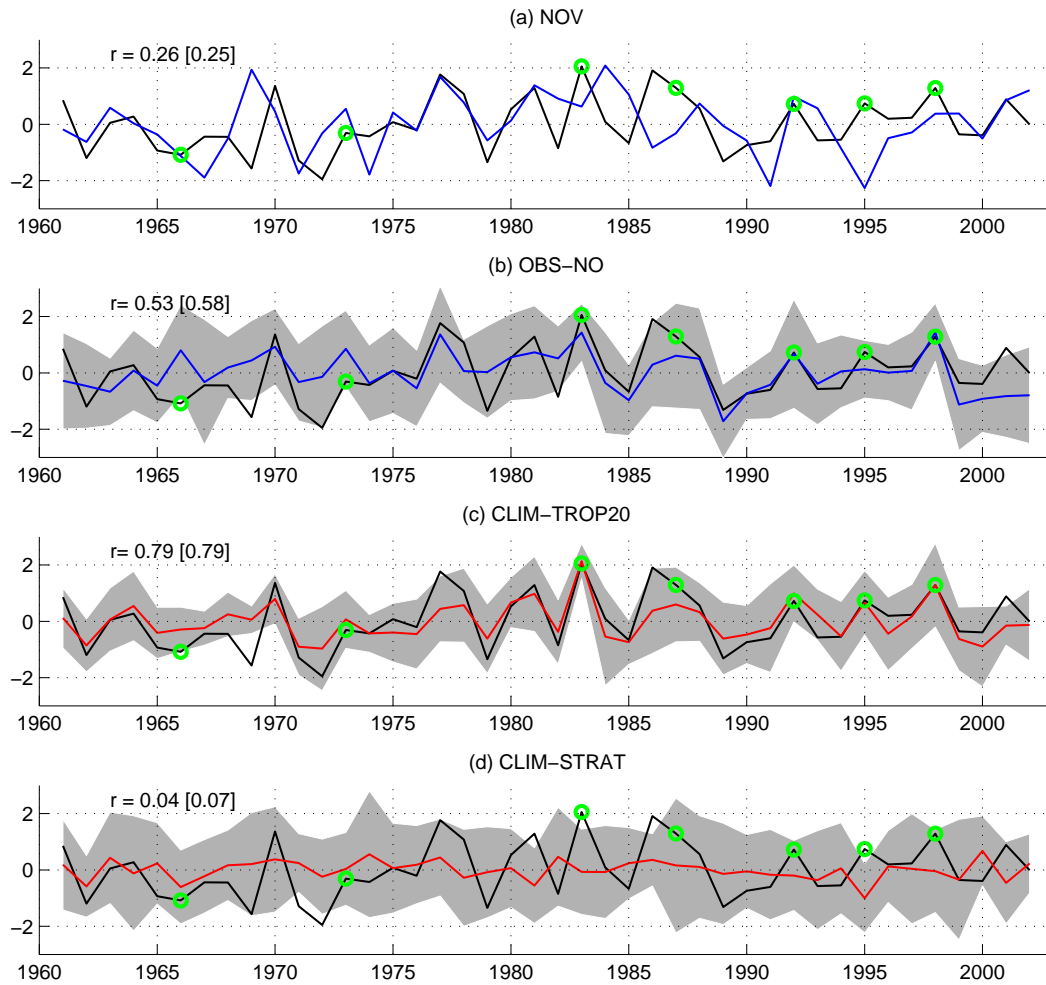 (a) NOV
r = 0.26 [0.25]
2
0
−2
1960 1965 1970 1975 1980 1985 1990 1995 2000
(b) OBS−NO
r= 0.53 [0.58]
2
0
−2
1960 1965 1970 1975 1980 1985 1990 1995 2000
(c) CLIM−TROP20
r= 0.79 [0.79]
2
0
−2
1960 1965 1970 1975 1980 1985 1990 1995 2000
(d) CLIM−STRAT
r = 0.04 [0.07]
2
0
−2
1960 1965 1970 1975 1980 1985 1990 1995 2000